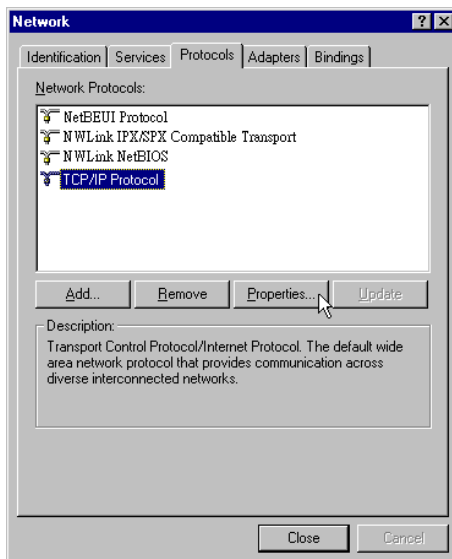 Network
Identification Services Protocols Adapters Bindings
Network Protocols:
NetBEUI Protocol
NWLink IPX/SPX Compatible Transport
NWLink NetBIOS
TCP/IP Protocol
Add... Remove Properties... Update
Description:
Transport Control Protocol/Internet Protocol. The default wide
area network protocol that provides communication across
diverse interconnected networks.
Close Cancel